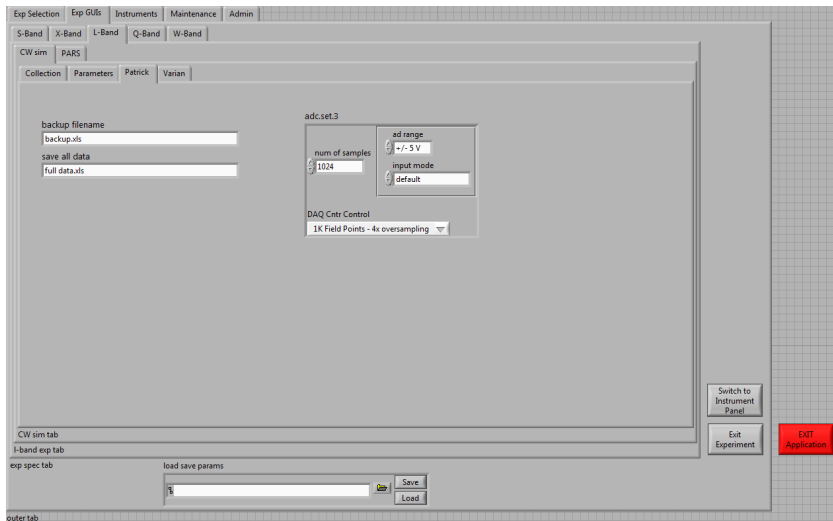 Exp Selection Exp GUIs Instruments Maintenance Admin
S-Band X-Band L-Band Q-Band W-Band
CW sim PARS
Collection Parameters Patrick Varian
adc.set.3
backup filename
backup.xls
save all data
full data.xls
ad range
+/- 5 V
num of samples
1024
input mode
default
DAQ Cntr Control
1K Field Points - 4x oversampling
Switch to
Instrument
Panel
CW sim tab
Exit
Experiment
EXIT
Application
l-band exp tab
exp spec tab
load save params
Save
Load
outer tab